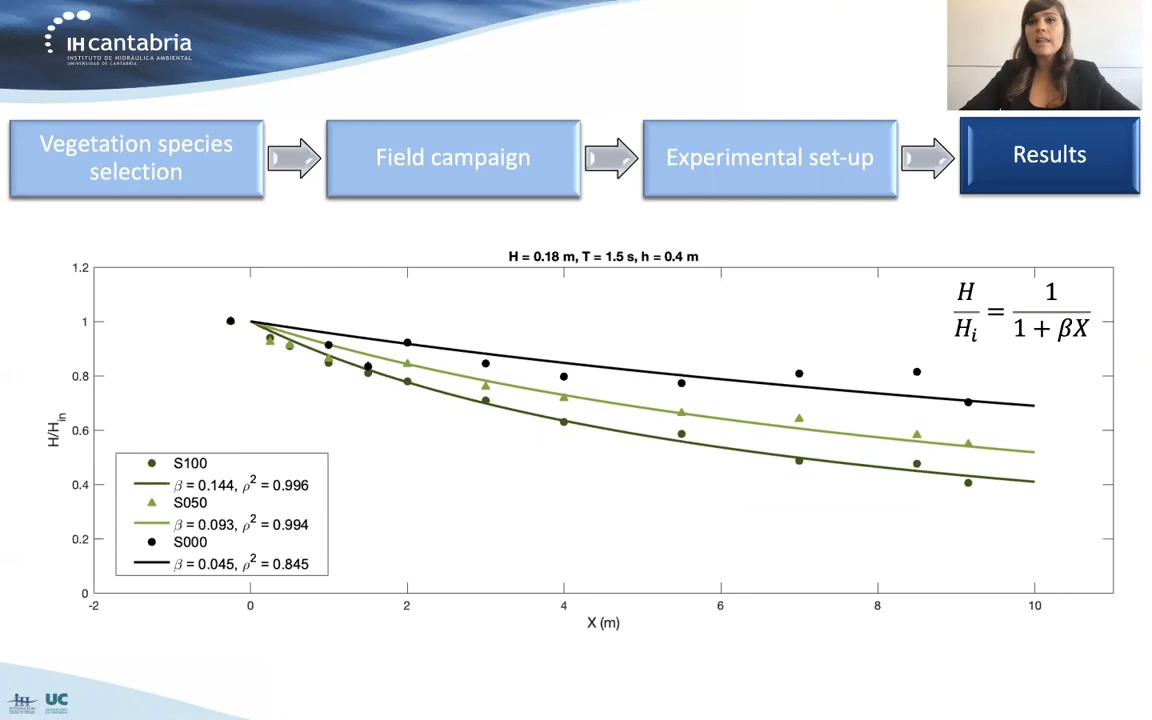 IHcantabria
INSTITUTO DE HIDRÁULICA AMBIENTAL
UNIVERSIDAD DE CANTABRIA
Vegetation species
selection
Field campaign
Experimental set-up
Results
H = 0.18 m, T = 1.5 s, h = 0.4 m
H/Hᵢ = 1/(1 + βX)
1.2
1
0.8
0.6
0.4
0.2
0
H/Hin
S100
β = 0.144, ρ² = 0.996
S050
β = 0.093, ρ² = 0.994
S000
β = 0.045, ρ² = 0.845
-2 0 2 4 6 8 10
X (m)
IH
UC